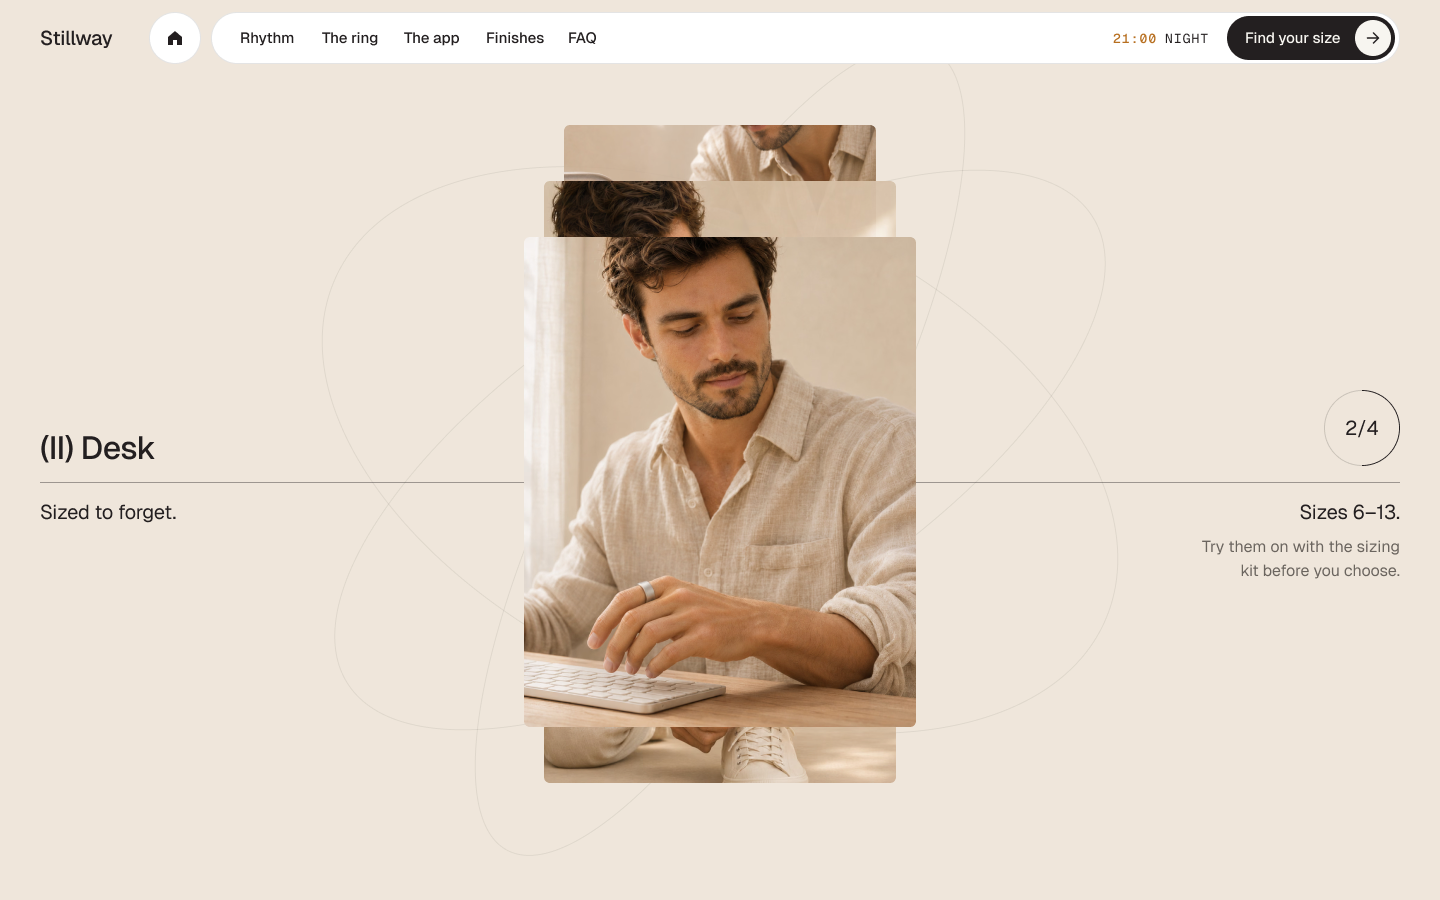 Stillway
Rhythm
The ring
The app
Finishes
FAQ
21:00 NIGHT
Find your size
(II) Desk
2/4
Sized to forget.
Sizes 6–13.
Try them on with the sizing
kit before you choose.